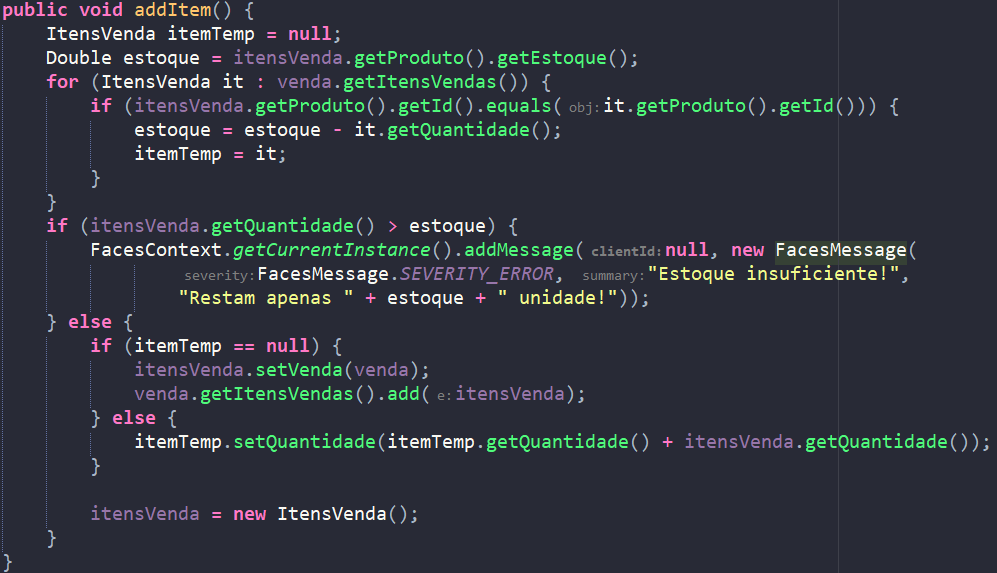 public void addItem() {
    ItensVenda itemTemp = null;
    Double estoque = itensVenda.getProduto().getEstoque();
    for (ItensVenda it : venda.getItensVendas()) {
        if (itensVenda.getProduto().getId().equals( obj: it.getProduto().getId())) {
            estoque = estoque - it.getQuantidade();
            itemTemp = it;
        }
    }
    if (itensVenda.getQuantidade() > estoque) {
        FacesContext.getCurrentInstance().addMessage( clientId: null, new FacesMessage(
                severity: FacesMessage.SEVERITY_ERROR, summary: "Estoque insuficiente!",
                "Restam apenas " + estoque + " unidade!"));
    } else {
        if (itemTemp == null) {
            itensVenda.setVenda(venda);
            venda.getItensVendas().add( e: itensVenda);
        } else {
            itemTemp.setQuantidade(itemTemp.getQuantidade() + itensVenda.getQuantidade());
        }

        itensVenda = new ItensVenda();
    }
}